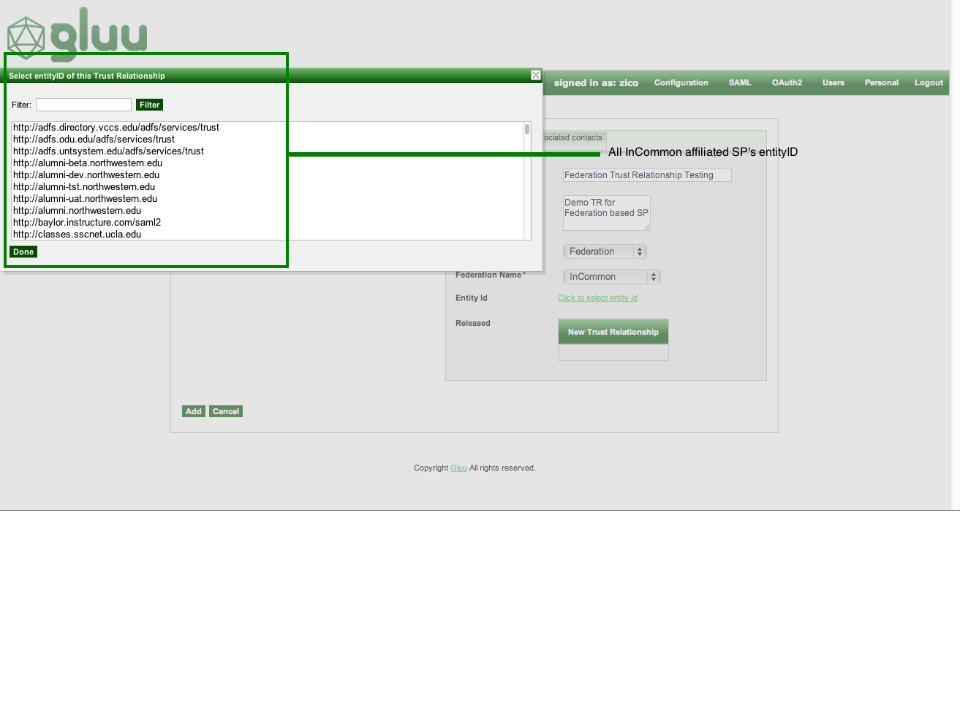 gluu
Select entityID of this Trust Relationship
signed in as: zico Configuration SAML OAuth2 Users Personal Logout
Filter: Filter
http://adfs.directory.vccs.edu/adfs/services/trust
http://adfs.odu.edu/adfs/services/trust
http://adfs.untsystem.edu/adfs/services/trust
http://alumni-beta.northwestern.edu
http://alumni-dev.northwestern.edu
http://alumni-tst.northwestern.edu
http://alumni-uat.northwestern.edu
http://alumni.northwestern.edu
http://baylor.instructure.com/saml2
http://classes.sscnet.ucla.edu
Done
ociated contacts
All InCommon affiliated SP's entityID
Federation Trust Relationship Testing
Demo TR for
Federation based SP
Federation
Federation Name* InCommon
Entity Id Click to select entity id
Released New Trust Relationship
Add Cancel
Copyright Gluu All rights reserved.